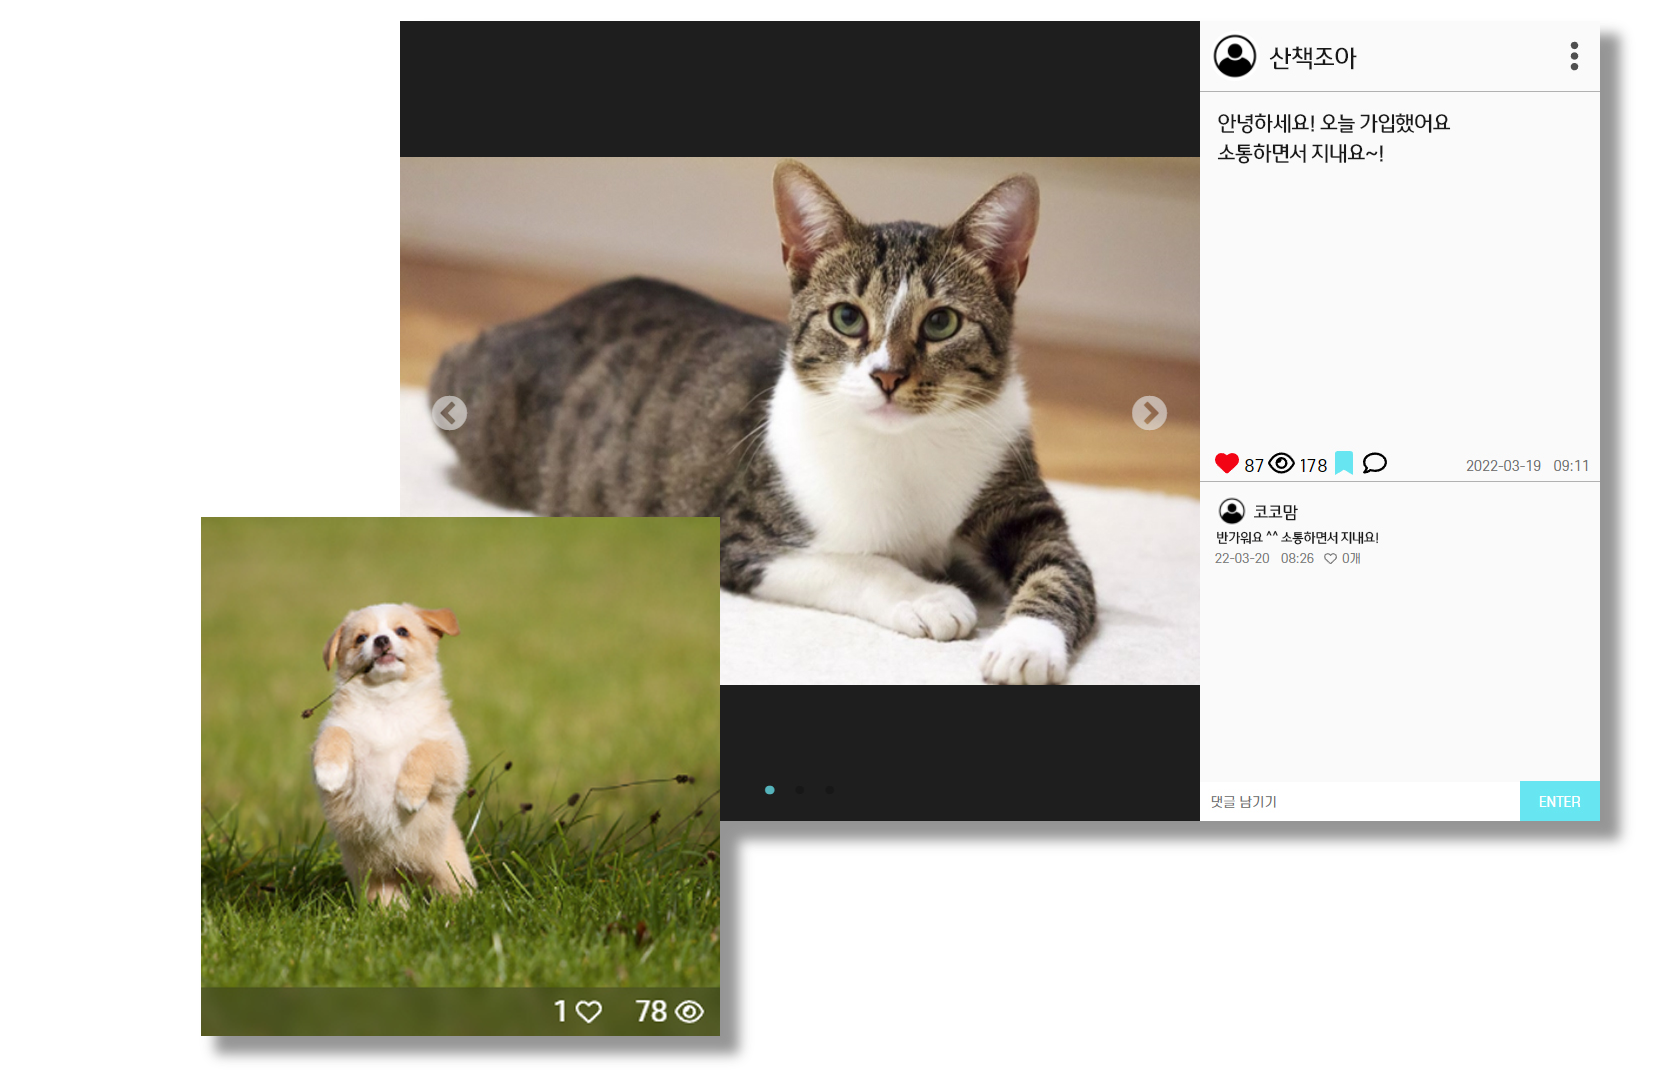 산책조아
안녕하세요! 오늘 가입했어요
소통하면서 지내요~!
87 178 2022-03-19 09:11
코코맘
반가워요 ^^ 소통하면서 지내요!
22-03-20 08:26 0개
댓글 남기기 ENTER
1 78